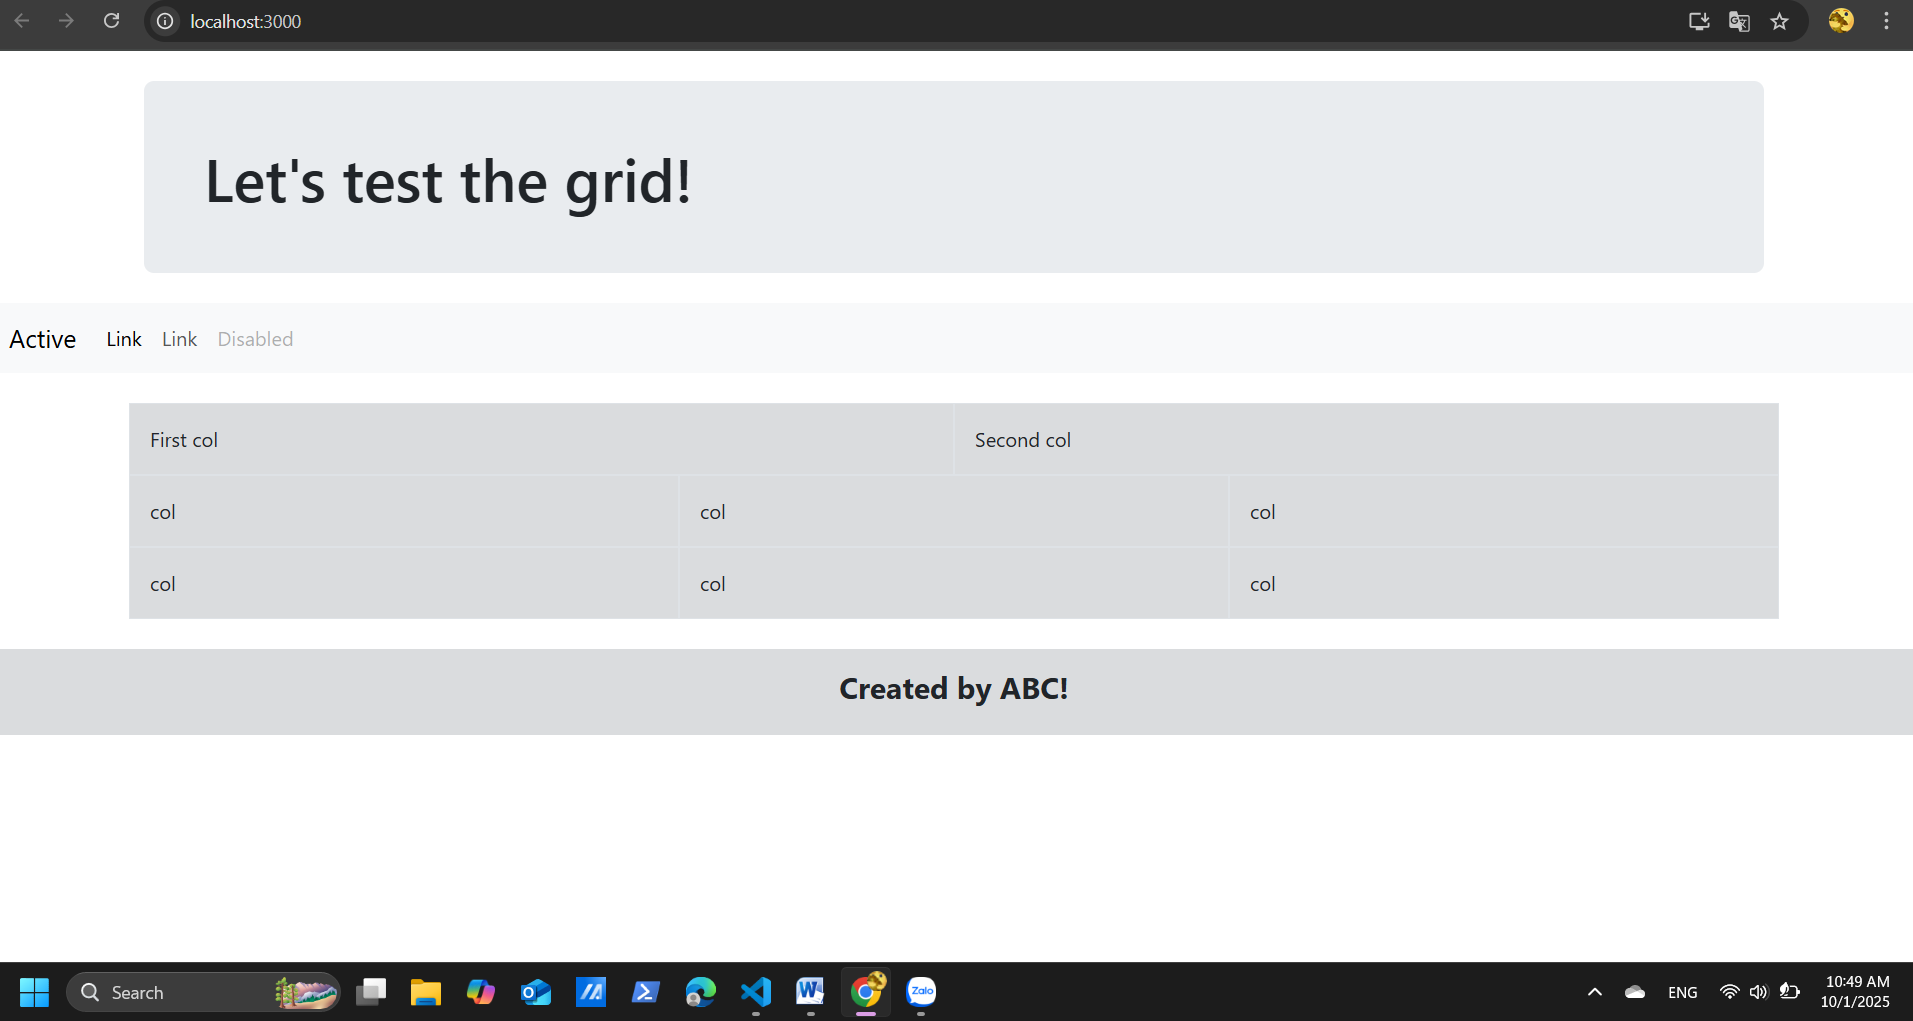 localhost:3000
Let's test the grid!
Active Link Link Disabled
First col Second col
col col col
col col col
Created by ABC!
Search
Zalo
ENG
10:49 AM
10/1/2025